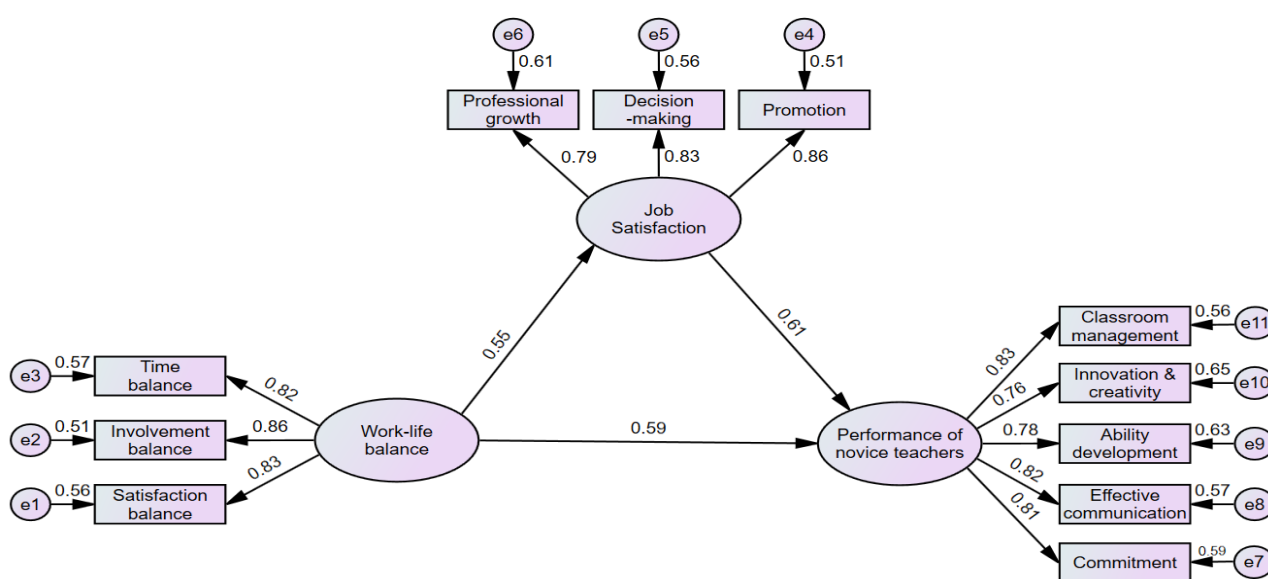 e6
e5
e4
0.61
0.56
0.51
Professional
growth
Decision
-making
Promotion
0.79
0.83
0.86
Job
Satisfaction
0.55
0.61
e3
0.57
Time
balance
0.82
e2
0.51
Involvement
balance
0.86
e1
0.56
Satisfaction
balance
0.83
Work-life
balance
0.59
Performance of
novice teachers
0.83
Classroom
management
0.56
e11
0.76
Innovation &
creativity
0.65
e10
0.78
Ability
development
0.63
e9
0.82
Effective
communication
0.57
e8
0.81
Commitment
0.59
e7